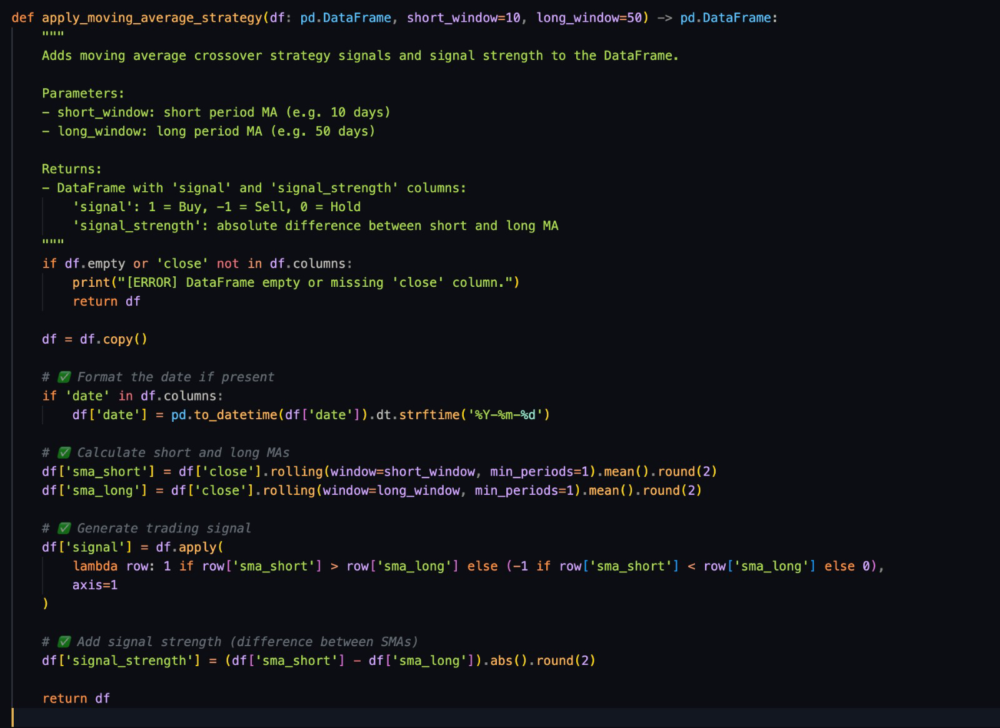 def apply_moving_average_strategy(df: pd.DataFrame, short_window=10, long_window=50) -> pd.DataFrame:
    """
    Adds moving average crossover strategy signals and signal strength to the DataFrame.

    Parameters:
    - short_window: short period MA (e.g. 10 days)
    - long_window: long period MA (e.g. 50 days)

    Returns:
    - DataFrame with 'signal' and 'signal_strength' columns:
        'signal': 1 = Buy, -1 = Sell, 0 = Hold
        'signal_strength': absolute difference between short and long MA
    """
    if df.empty or 'close' not in df.columns:
        print("[ERROR] DataFrame empty or missing 'close' column.")
        return df

    df = df.copy()

    # ✅ Format the date if present
    if 'date' in df.columns:
        df['date'] = pd.to_datetime(df['date']).dt.strftime('%Y-%m-%d')

    # ✅ Calculate short and long MAs
    df['sma_short'] = df['close'].rolling(window=short_window, min_periods=1).mean().round(2)
    df['sma_long'] = df['close'].rolling(window=long_window, min_periods=1).mean().round(2)

    # ✅ Generate trading signal
    df['signal'] = df.apply(
        lambda row: 1 if row['sma_short'] > row['sma_long'] else (-1 if row['sma_short'] < row['sma_long'] else 0),
        axis=1
    )

    # ✅ Add signal strength (difference between SMAs)
    df['signal_strength'] = (df['sma_short'] - df['sma_long']).abs().round(2)

    return df